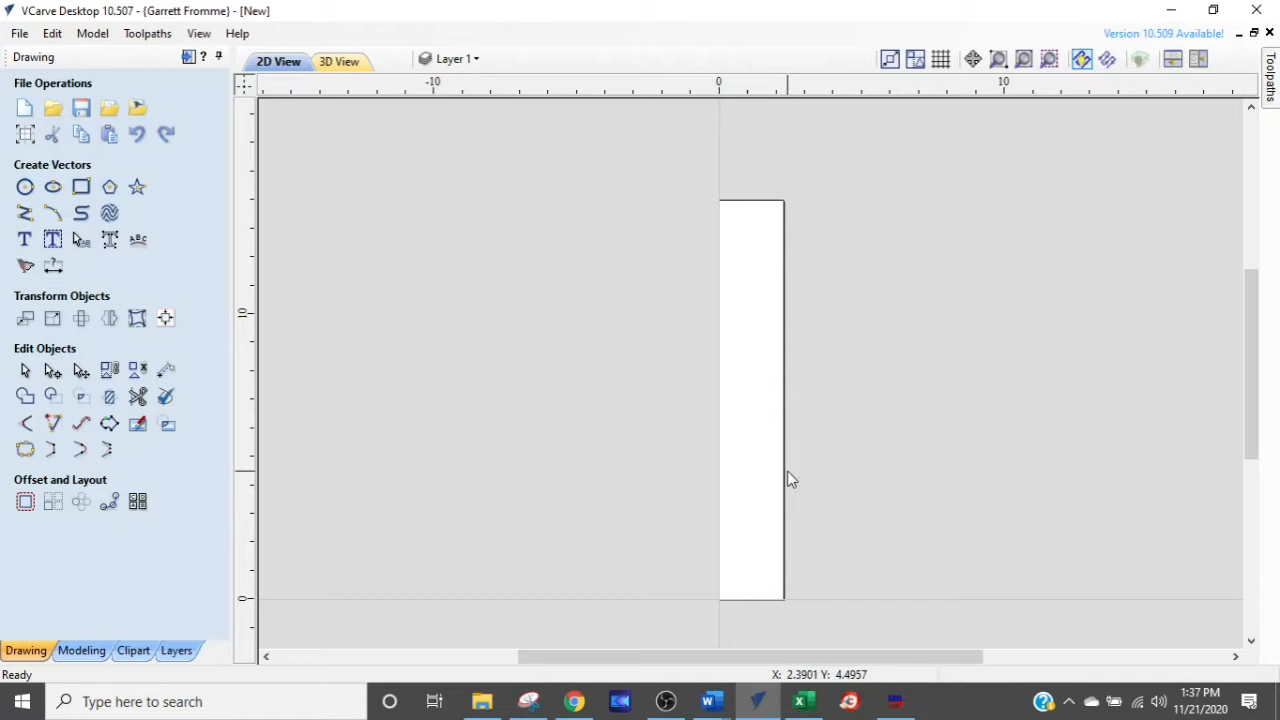 VCarve Desktop 10.507 - {Garrett Fromme} - [New]
File Edit Model Toolpaths View Help
Version 10.509 Available!
Drawing
2D View 3D View
Layer 1
Toolpaths
File Operations
-10 0 10
Create Vectors
Transform Objects
10
Edit Objects
Offset and Layout
0
Drawing Modeling Clipart Layers
Ready
X: 2.3901 Y: 4.4957
Type here to search
1:37 PM
11/21/2020